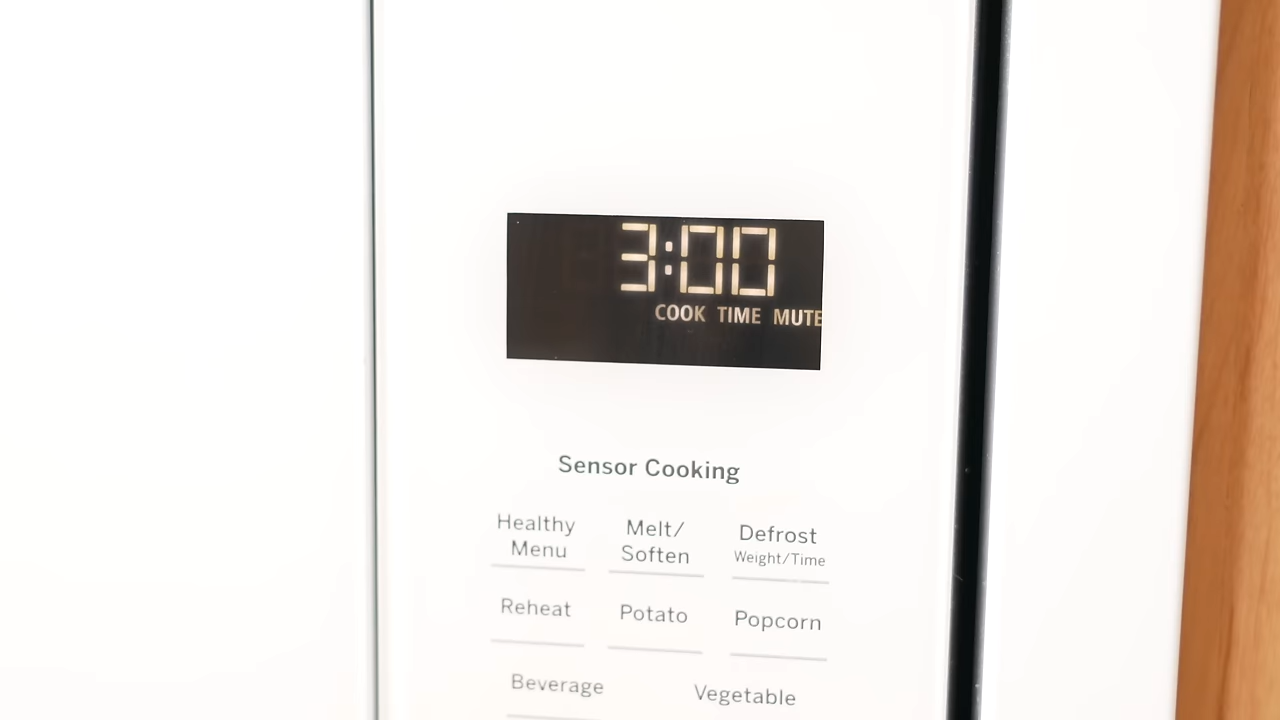 3:00
COOK TIME MUTE
Sensor Cooking
Healthy Menu
Melt/Soften
Defrost
Weight/Time
Reheat
Potato
Popcorn
Beverage
Vegetable